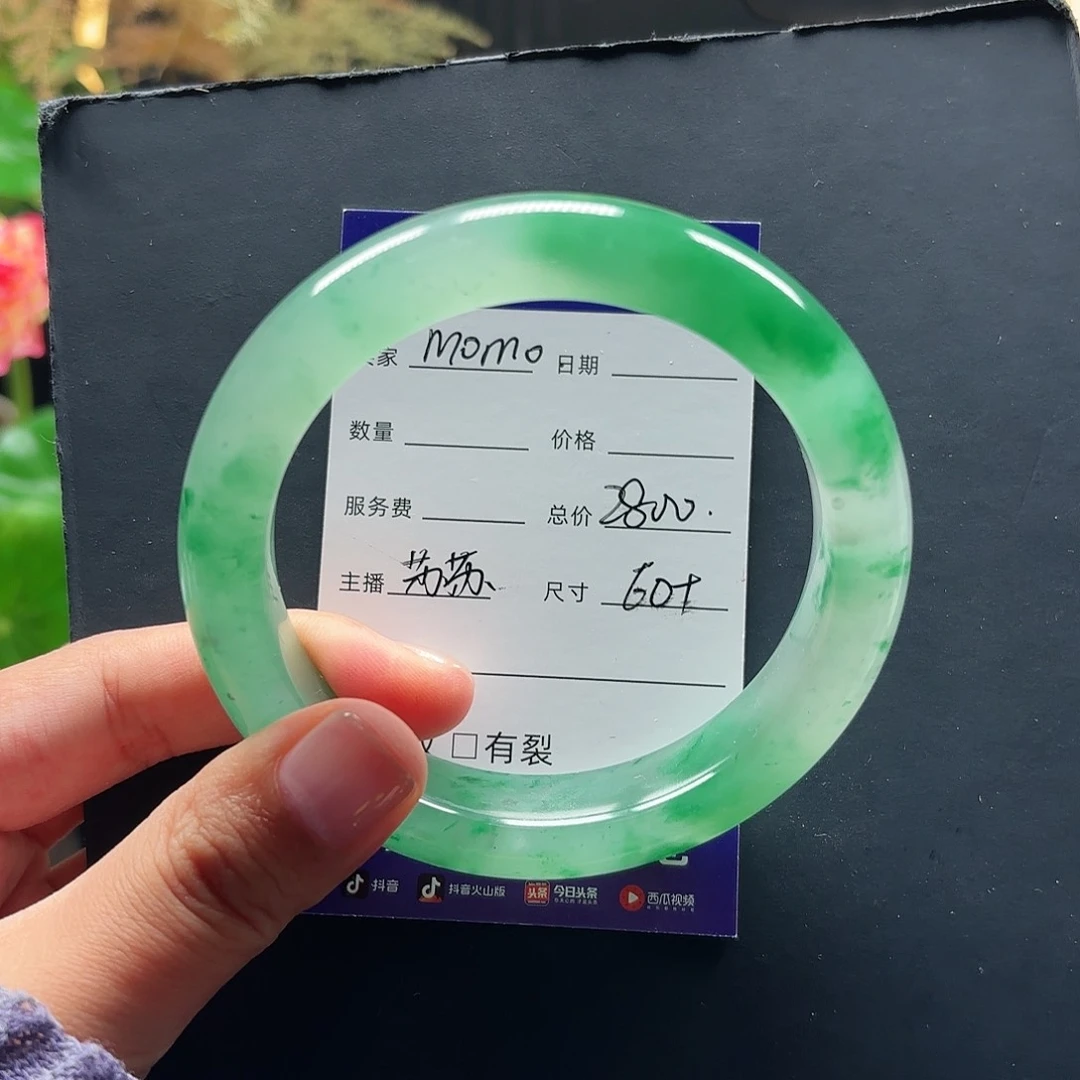 家 momo 日期
数量 价格
服务费 总价 2800.
主播 苏苏 尺寸 60+
□有裂
抖音 抖音火山版 头条 今日头条 西瓜视频